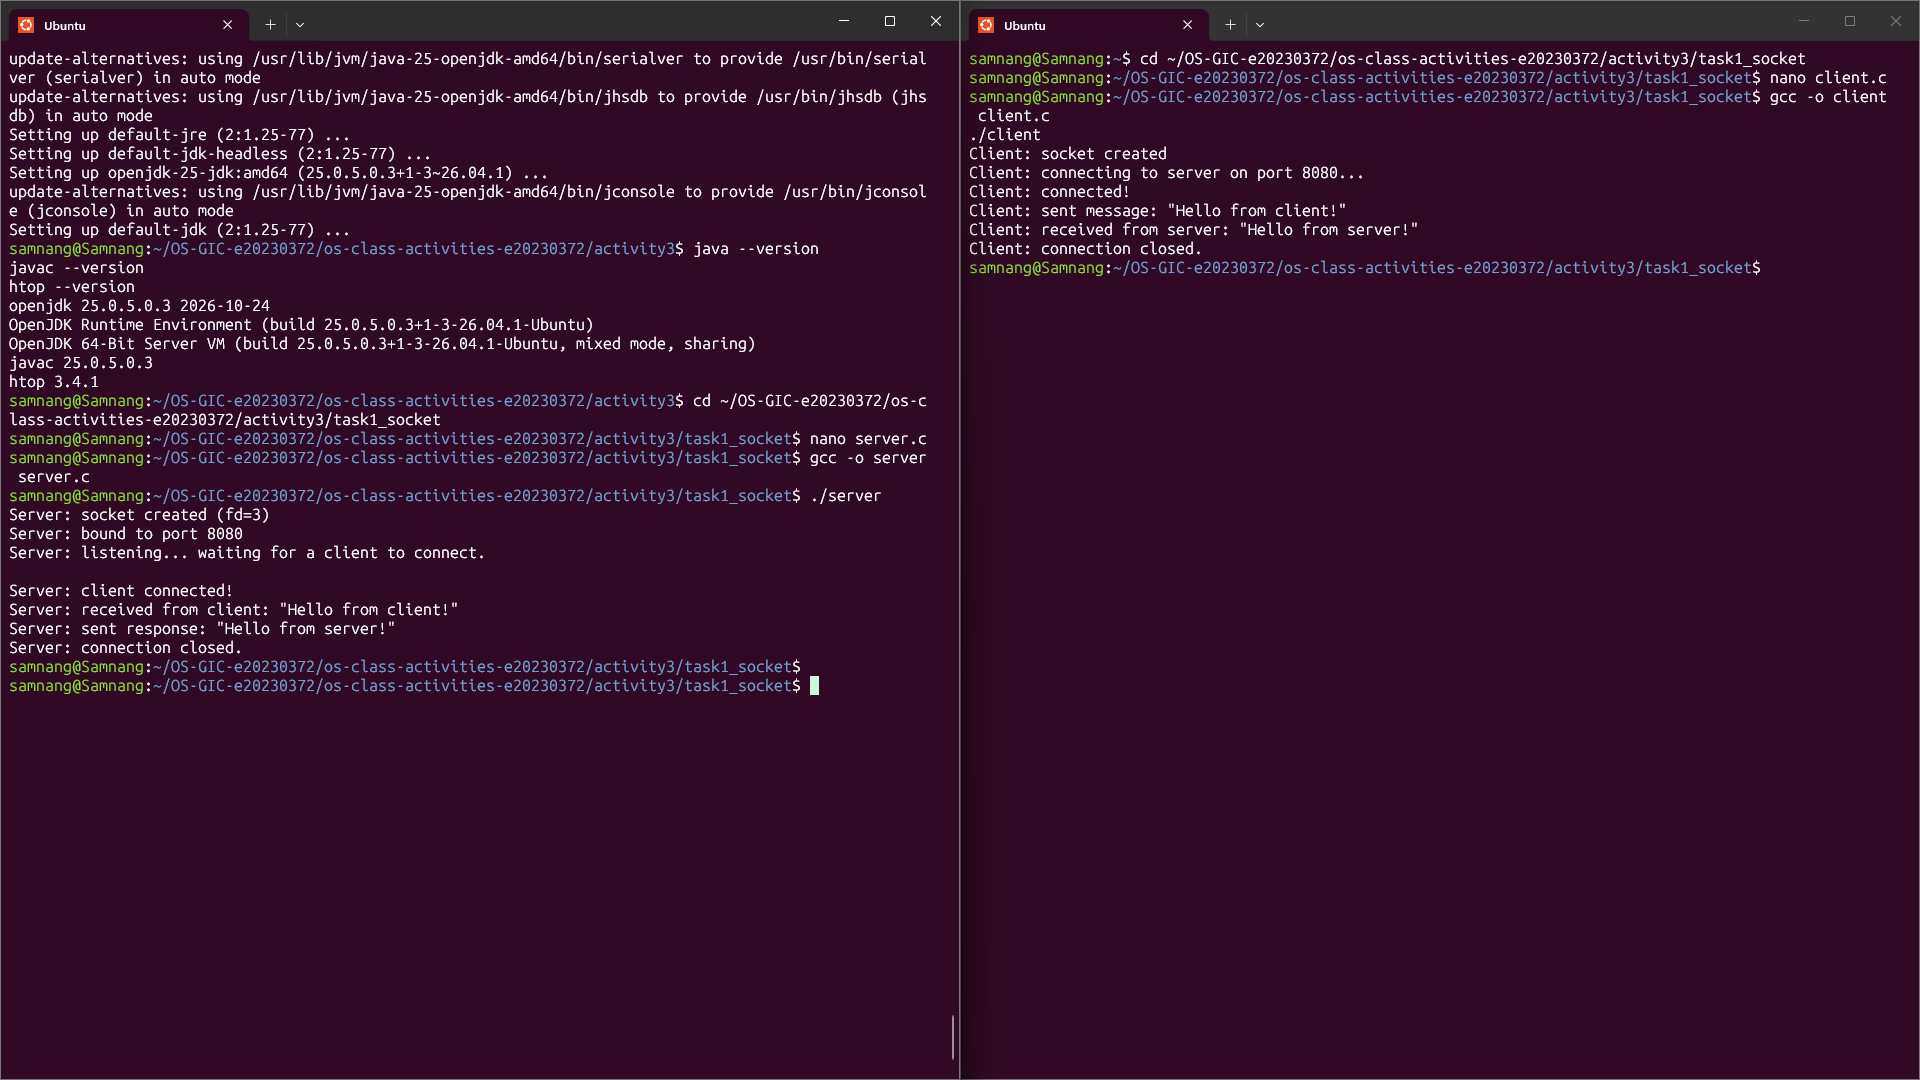 Ubuntu
update-alternatives: using /usr/lib/jvm/java-25-openjdk-amd64/bin/serialver to provide /usr/bin/serial
ver (serialver) in auto mode
update-alternatives: using /usr/lib/jvm/java-25-openjdk-amd64/bin/jhsdb to provide /usr/bin/jhsdb (jhs
db) in auto mode
Setting up default-jre (2:1.25-77) ...
Setting up default-jdk-headless (2:1.25-77) ...
Setting up openjdk-25-jdk:amd64 (25.0.5.0.3+1-3~26.04.1) ...
update-alternatives: using /usr/lib/jvm/java-25-openjdk-amd64/bin/jconsole to provide /usr/bin/jconsol
e (jconsole) in auto mode
Setting up default-jdk (2:1.25-77) ...
samnang@Samnang:~/OS-GIC-e20230372/os-class-activities-e20230372/activity3$ java --version
javac --version
htop --version
openjdk 25.0.5.0.3 2026-10-24
OpenJDK Runtime Environment (build 25.0.5.0.3+1-3-26.04.1-Ubuntu)
OpenJDK 64-Bit Server VM (build 25.0.5.0.3+1-3-26.04.1-Ubuntu, mixed mode, sharing)
javac 25.0.5.0.3
htop 3.4.1
samnang@Samnang:~/OS-GIC-e20230372/os-class-activities-e20230372/activity3$ cd ~/OS-GIC-e20230372/os-c
lass-activities-e20230372/activity3/task1_socket
samnang@Samnang:~/OS-GIC-e20230372/os-class-activities-e20230372/activity3/task1_socket$ nano server.c
samnang@Samnang:~/OS-GIC-e20230372/os-class-activities-e20230372/activity3/task1_socket$ gcc -o server
 server.c
samnang@Samnang:~/OS-GIC-e20230372/os-class-activities-e20230372/activity3/task1_socket$ ./server
Server: socket created (fd=3)
Server: bound to port 8080
Server: listening... waiting for a client to connect.

Server: client connected!
Server: received from client: "Hello from client!"
Server: sent response: "Hello from server!"
Server: connection closed.
samnang@Samnang:~/OS-GIC-e20230372/os-class-activities-e20230372/activity3/task1_socket$
samnang@Samnang:~/OS-GIC-e20230372/os-class-activities-e20230372/activity3/task1_socket$
Ubuntu
samnang@Samnang:~$ cd ~/OS-GIC-e20230372/os-class-activities-e20230372/activity3/task1_socket
samnang@Samnang:~/OS-GIC-e20230372/os-class-activities-e20230372/activity3/task1_socket$ nano client.c
samnang@Samnang:~/OS-GIC-e20230372/os-class-activities-e20230372/activity3/task1_socket$ gcc -o client
 client.c
./client
Client: socket created
Client: connecting to server on port 8080...
Client: connected!
Client: sent message: "Hello from client!"
Client: received from server: "Hello from server!"
Client: connection closed.
samnang@Samnang:~/OS-GIC-e20230372/os-class-activities-e20230372/activity3/task1_socket$